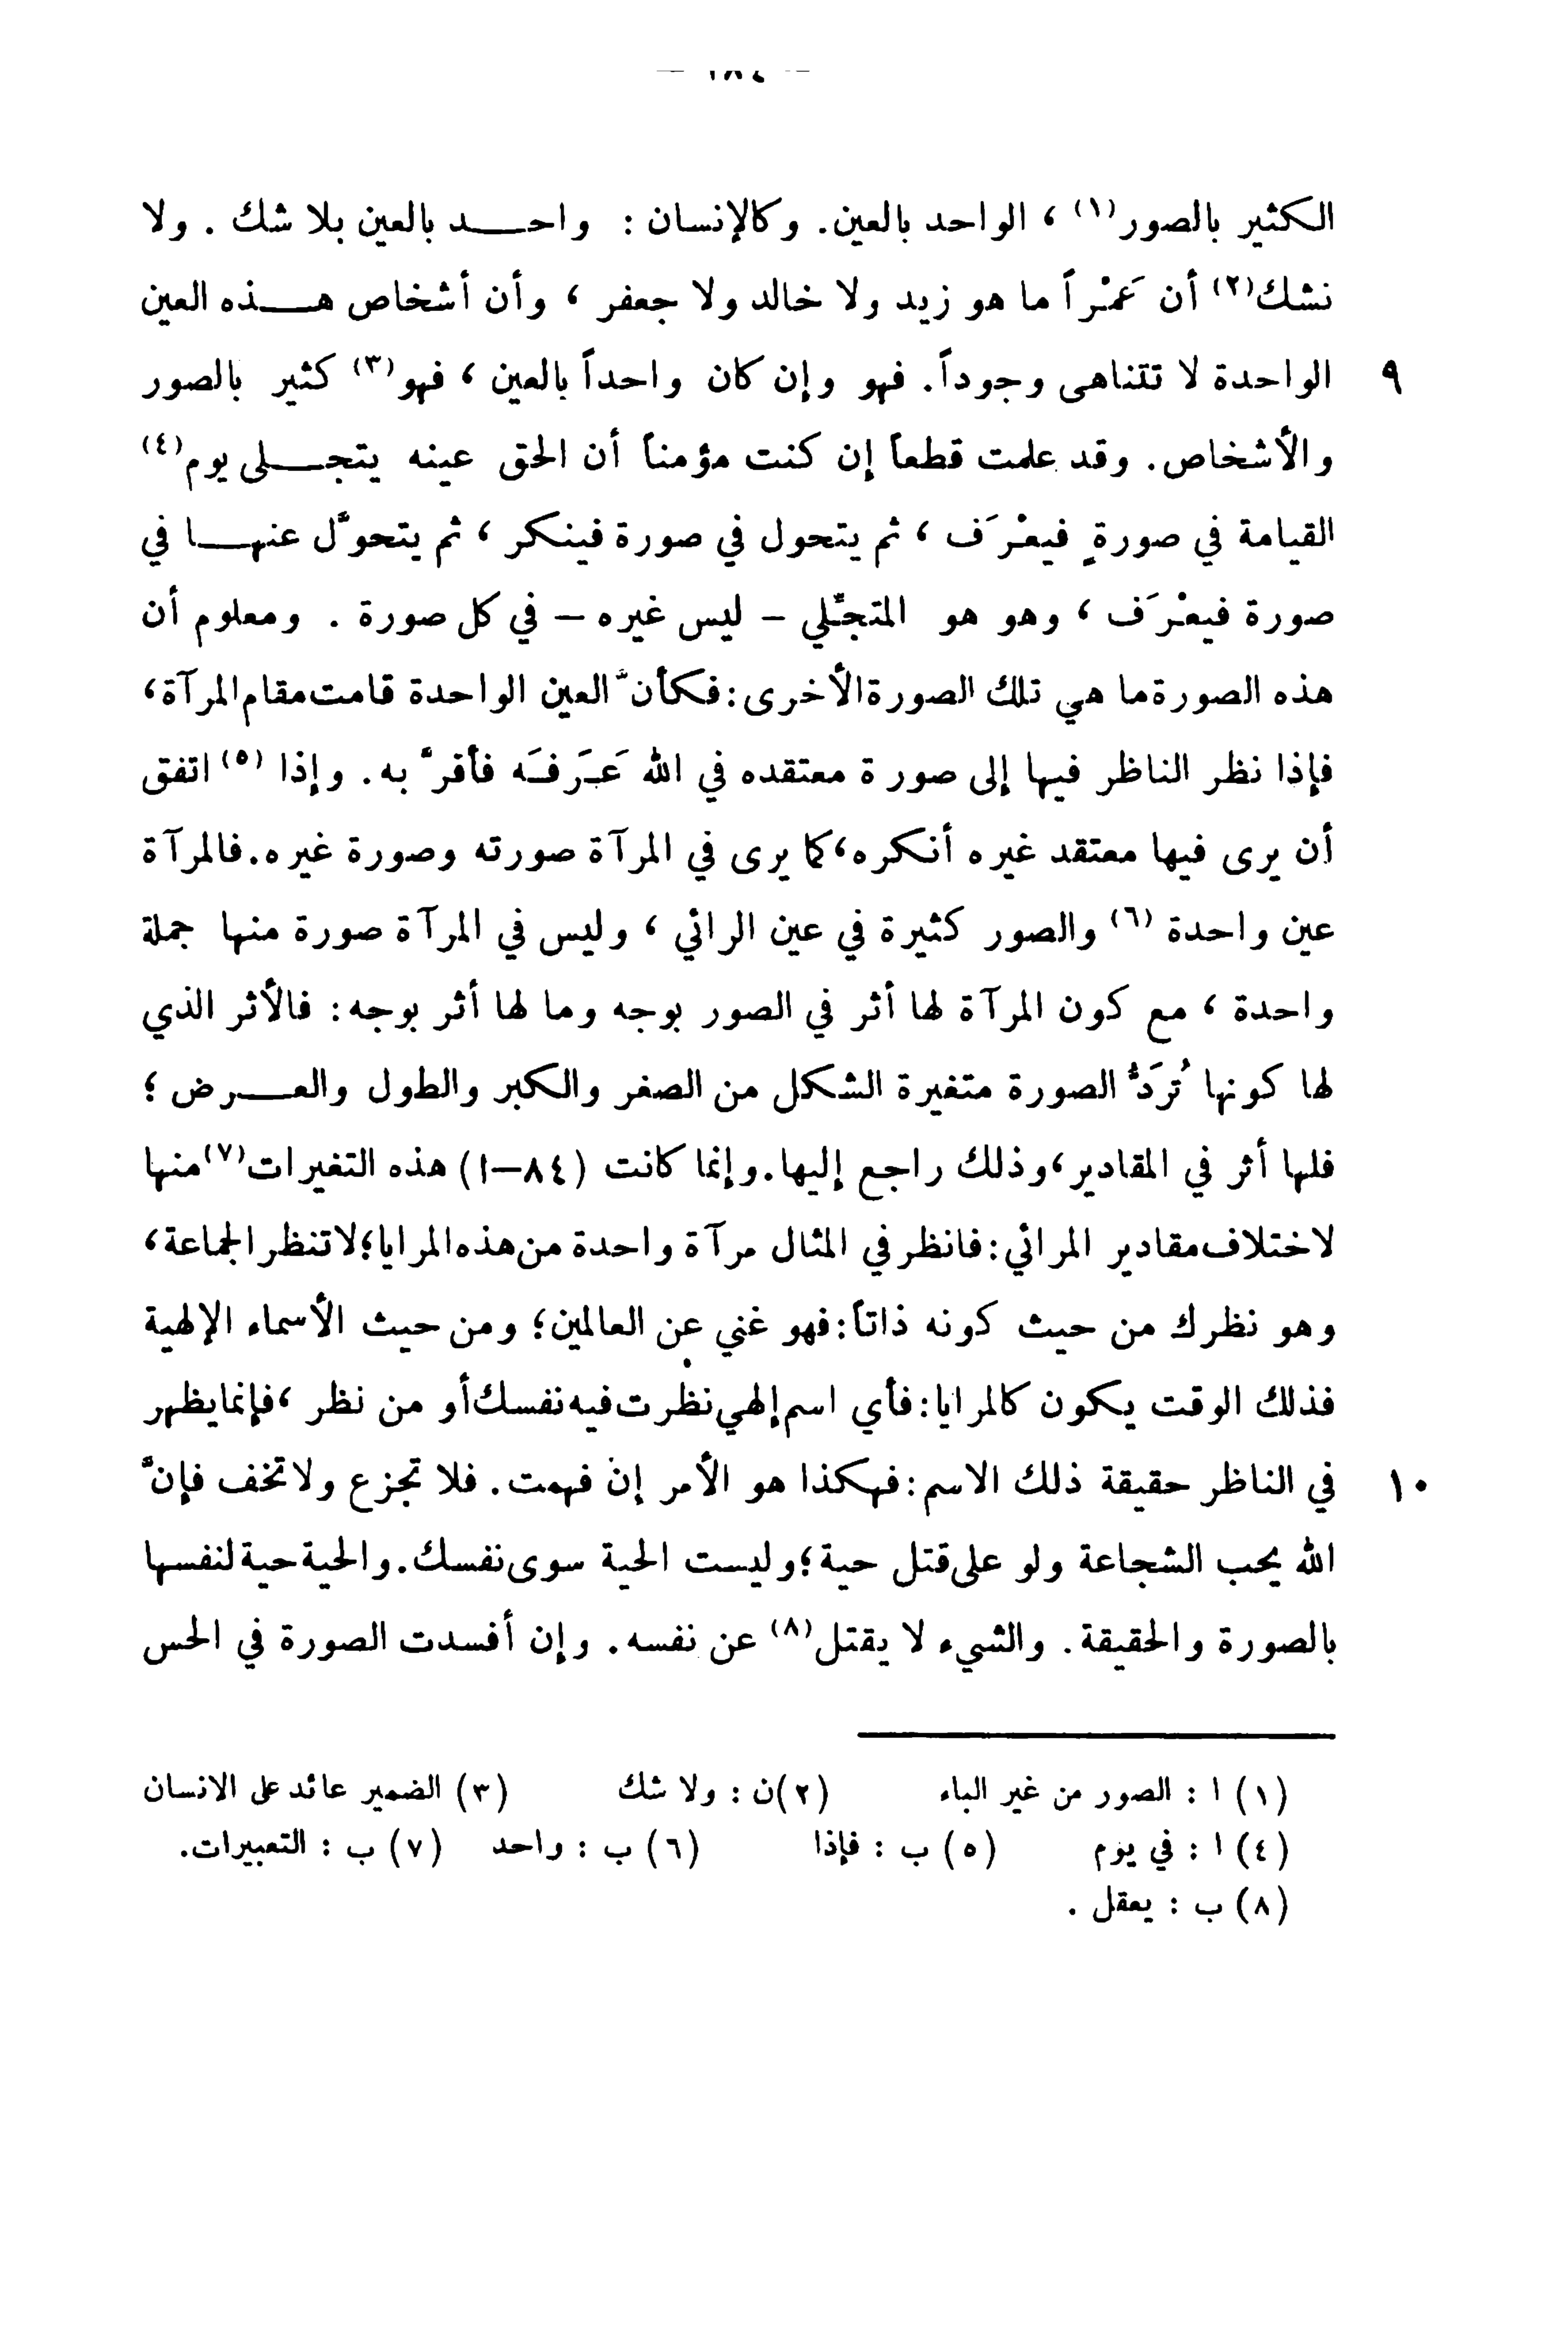 — ١٨٤ —
الكثير بالصور(١) ، الواحد بالعين. وكالإنسان : واحـــد بالعين بلا شك . ولا
نشك(٢) أن عَمْراً ما هو زيد ولا خالد ولا جعفر ، وأن أشخاص هـــذه العين
٩ الواحدة لا تتناهى وجوداً. فهو وإن كان واحداً بالعين ، فهو(٣) كثير بالصور
والأشخاص. وقد علمت قطعاً إن كنت مؤمناً أن الحق عينه يتجـــلى يوم(٤)
القيامة في صورةٍ فيعْرَف ، ثم يتحول في صورة فينكر ، ثم يتحوَّل عنهـــا في
صورة فيعْرَف ، وهو هو المتجلّي – ليس غيره – في كل صورة . ومعلوم أن
هذه الصورة ما هي تلك الصورة الأخرى: فكأنَّ العين الواحدة قامت مقام المرآة،
فإذا نظر الناظر فيها إلى صورة معتقده في الله عَرَفَه فأقرَّ به. وإذا (٥) اتفق
أن يرى فيها معتقد غيره أنكره، كما يرى في المرآة صورته وصورة غيره. فالمرآة
عين واحدة (٦) والصور كثيرة في عين الرائي ، وليس في المرآة صورة منها جملة
واحدة ، مع كون المرآة لها أثر في الصور بوجه وما لها أثر بوجه: فالأثر الذي
لها كونها تُرَدُّ الصورة متغيرة الشكل من الصغر والكبر والطول والعـــرض ؛
فلها أثر في المقادير، وذلك راجع إليها. وإنما كانت (٨٤–ا) هذه التغيرات(٧)منها
لاختلاف مقادير المرائي: فانظر في المثال مرآة واحدة من هذه المرايا؛ لا تنظر الجماعة،
وهو نظرك من حيث كونه ذاتاً: فهو غني عن العالمين؛ ومن حيث الأسماء الإلهية
فذلك الوقت يكون كالمرايا: فأي اسم إلهي نظرت فيه نفسك أو من نظر ، فإنما يظهر
١٠ في الناظر حقيقة ذلك الاسم: فهكذا هو الأمر إن فهمت. فلا تجزع ولا تخف فإنَّ
الله يحب الشجاعة ولو على قتل حية؛ وليست الحية سوى نفسك. والحية حية لنفسها
بالصورة والحقيقة. والشيء لا يقتل(٨) عن نفسه. وإن أفسدت الصورة في الحس
(١) ا : الصور من غير الباء (٢)ن : ولا شك (٣) الضمير عائد على الانسان
(٤) ا : في يوم (٥) ب : فإذا (٦) ب : واحد (٧) ب : التعبيرات.
(٨) ب : يعقل .